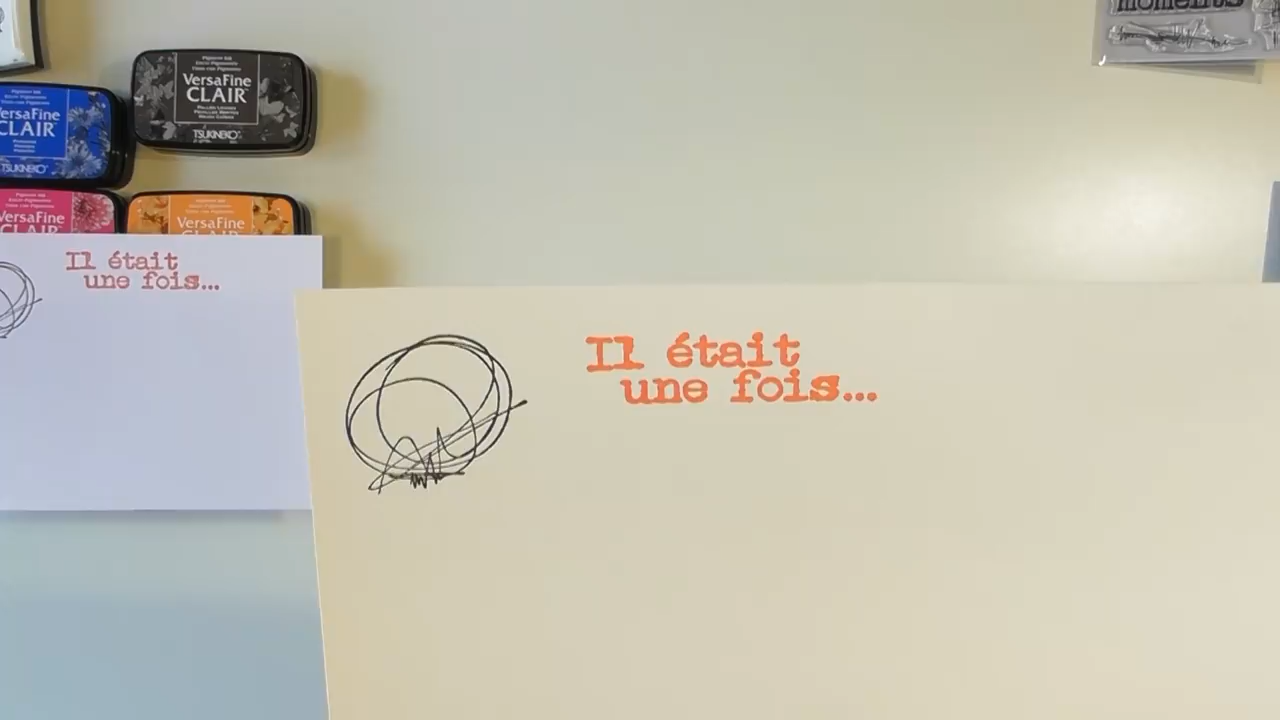 moments
VersaFine
CLAIR
TSUKINEKO
VersaFine
CLAIR
TSUKINEKO
VersaFine
CLAIR
VersaFine
CLAIR
Il était
une fois...
Il était
une fois...